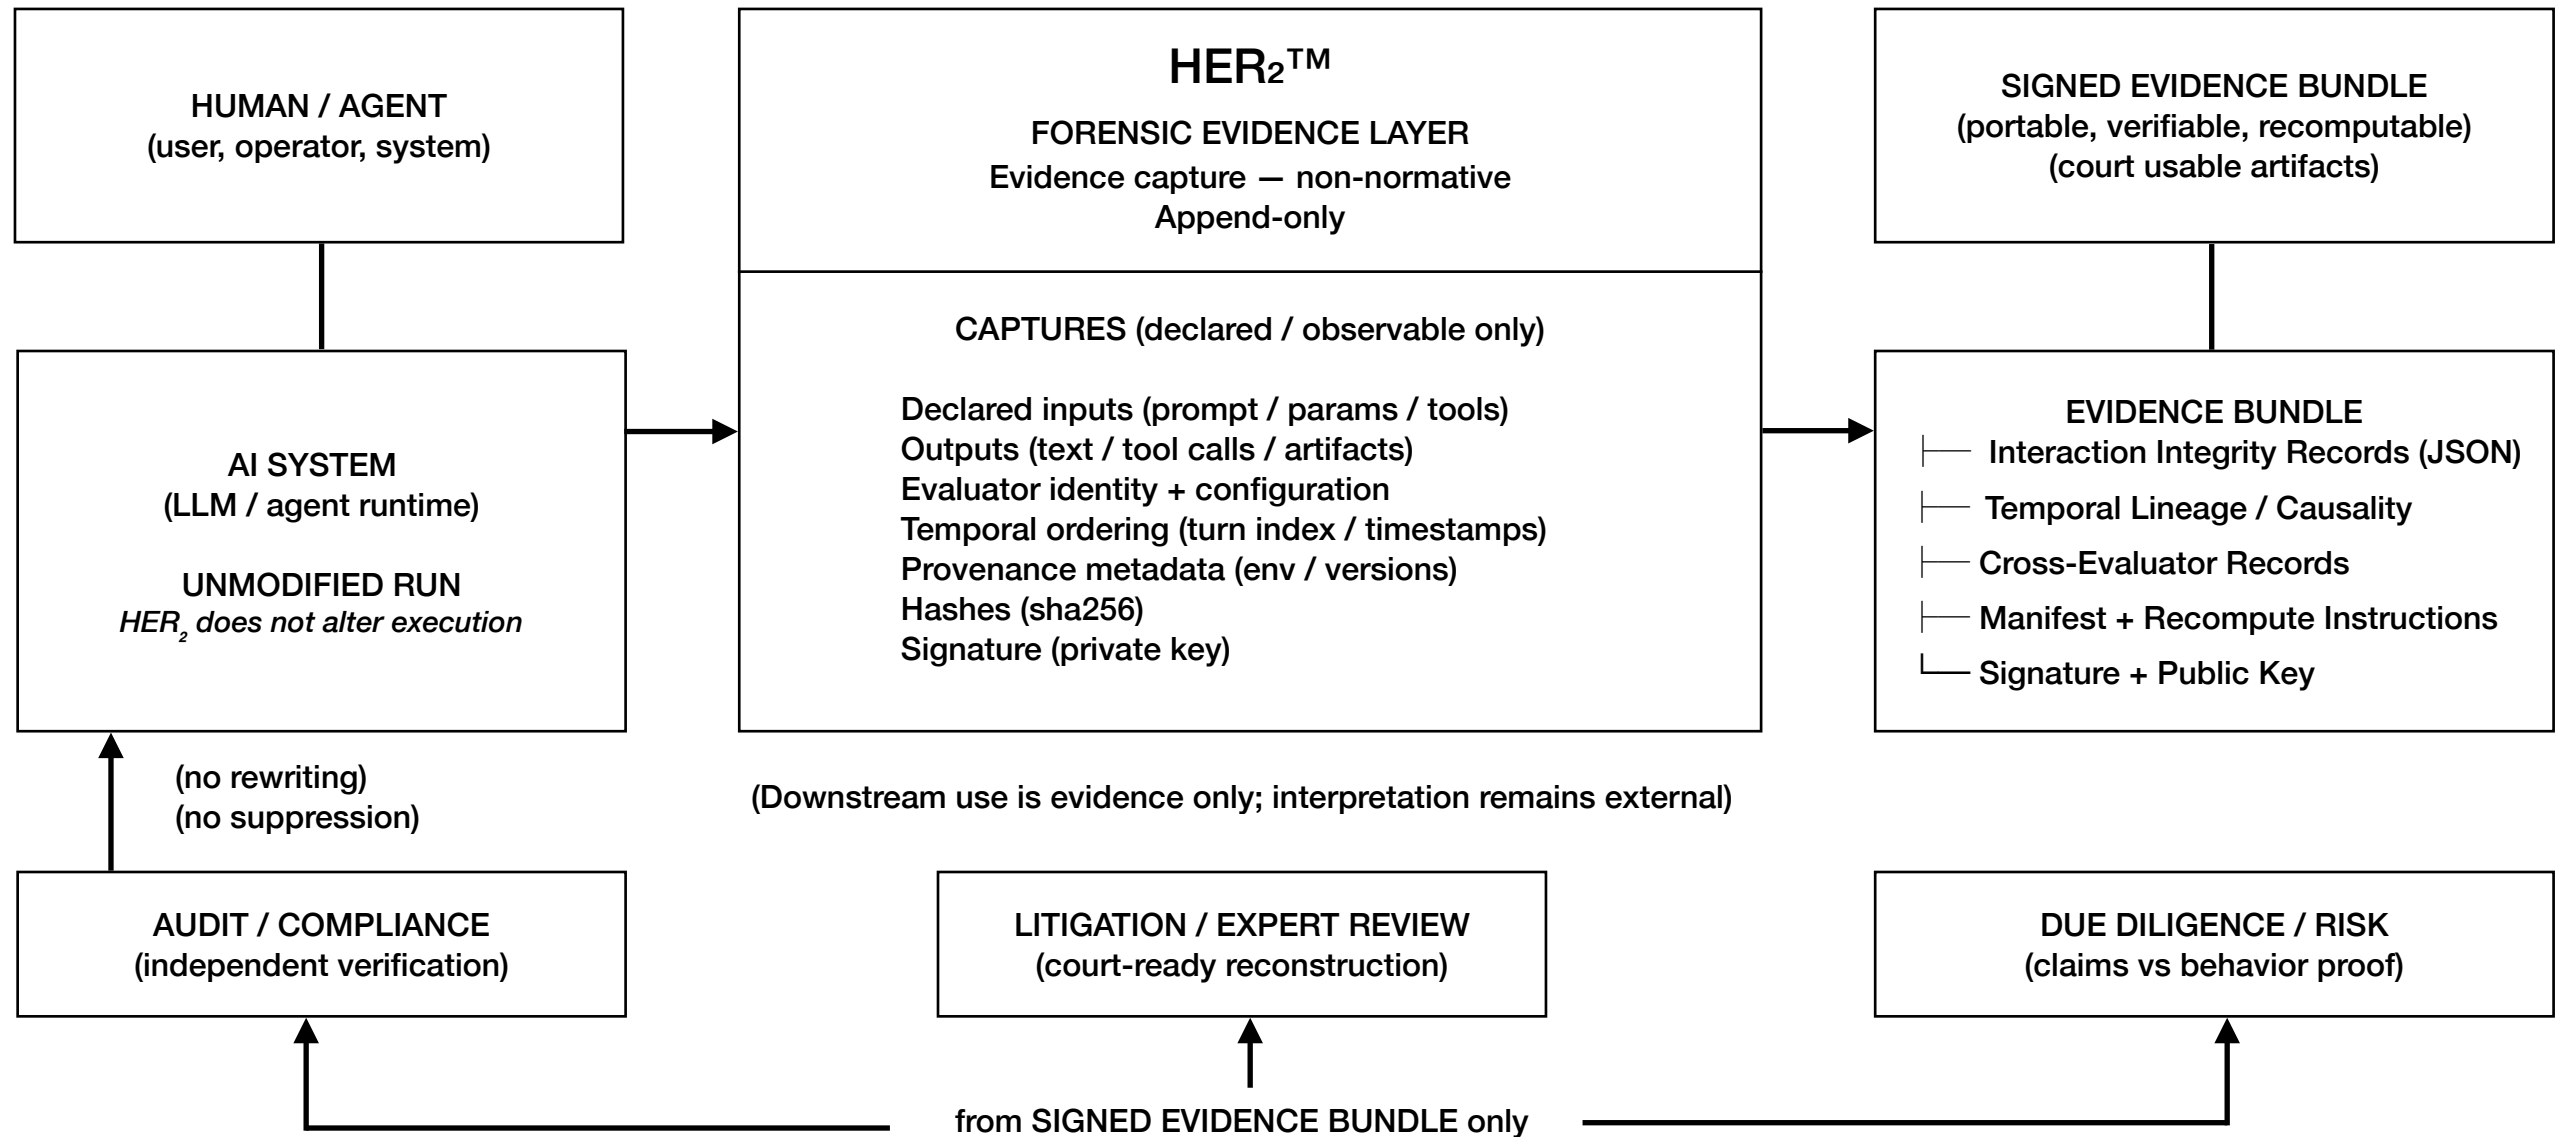 HUMAN / AGENT
(user, operator, system)
HER₂™
FORENSIC EVIDENCE LAYER
Evidence capture — non-normative
Append-only
SIGNED EVIDENCE BUNDLE
(portable, verifiable, recomputable)
(court usable artifacts)
AI SYSTEM
(LLM / agent runtime)
UNMODIFIED RUN
HER₂ does not alter execution
CAPTURES (declared / observable only)
Declared inputs (prompt / params / tools)
Outputs (text / tool calls / artifacts)
Evaluator identity + configuration
Temporal ordering (turn index / timestamps)
Provenance metadata (env / versions)
Hashes (sha256)
Signature (private key)
EVIDENCE BUNDLE
├── Interaction Integrity Records (JSON)
├── Temporal Lineage / Causality
├── Cross-Evaluator Records
├── Manifest + Recompute Instructions
└── Signature + Public Key
(no rewriting)
(no suppression)
(Downstream use is evidence only; interpretation remains external)
AUDIT / COMPLIANCE
(independent verification)
LITIGATION / EXPERT REVIEW
(court-ready reconstruction)
DUE DILIGENCE / RISK
(claims vs behavior proof)
from SIGNED EVIDENCE BUNDLE only